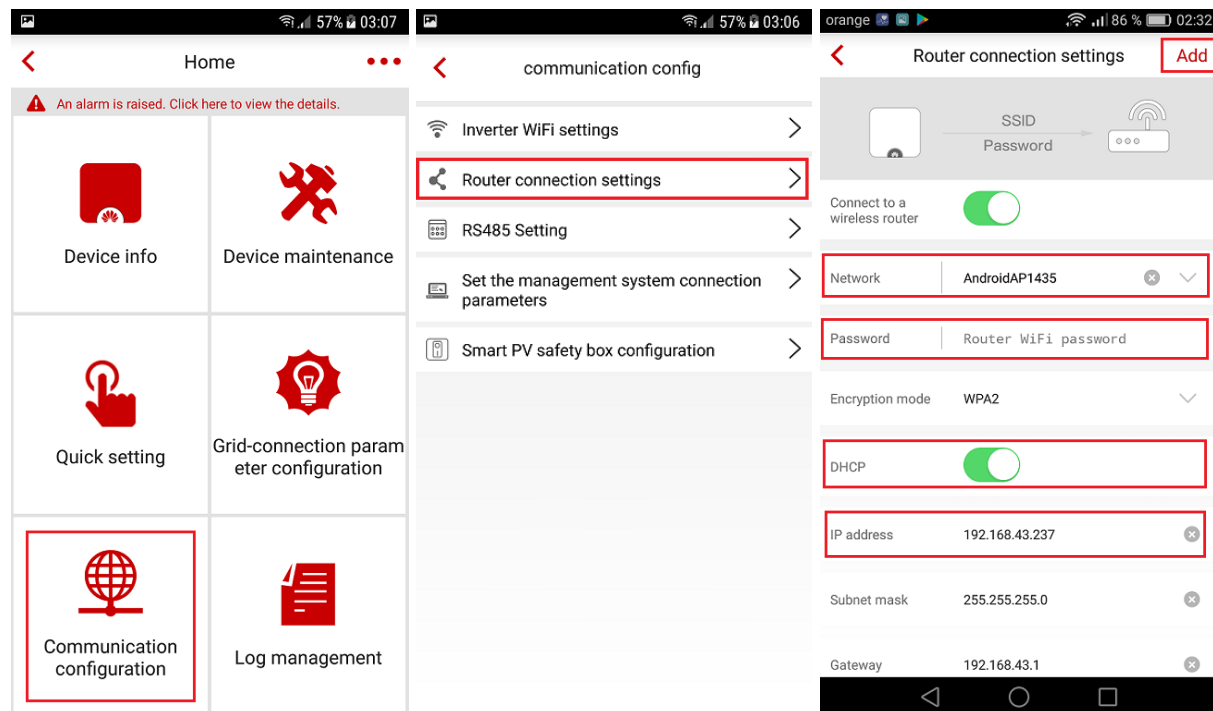 57% 03:07
Home
An alarm is raised. Click here to view the details.
Device info
Device maintenance
Quick setting
Grid-connection param
eter configuration
Communication
configuration
Log management
57% 03:06
communication config
Inverter WiFi settings
Router connection settings
RS485 Setting
Set the management system connection
parameters
Smart PV safety box configuration
orange 86 % 02:32
Router connection settings Add
SSID
Password
Connect to a
wireless router
Network AndroidAP1435
Password Router WiFi password
Encryption mode WPA2
DHCP
IP address 192.168.43.237
Subnet mask 255.255.255.0
Gateway 192.168.43.1